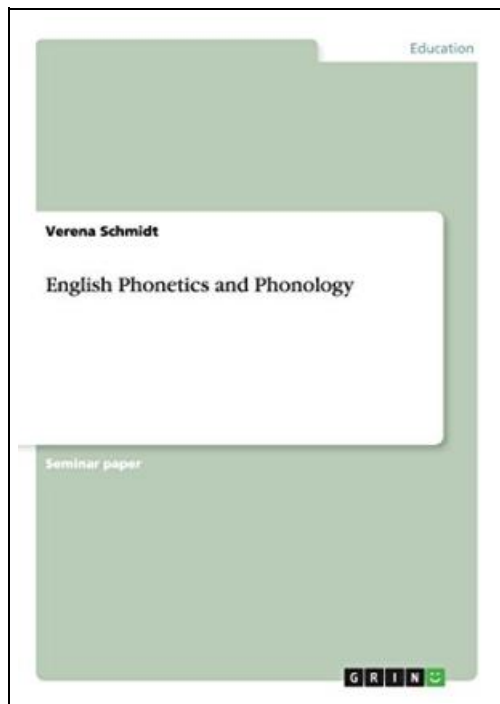 Education
Verena Schmidt
English Phonetics and Phonology
Seminar paper
GRIN